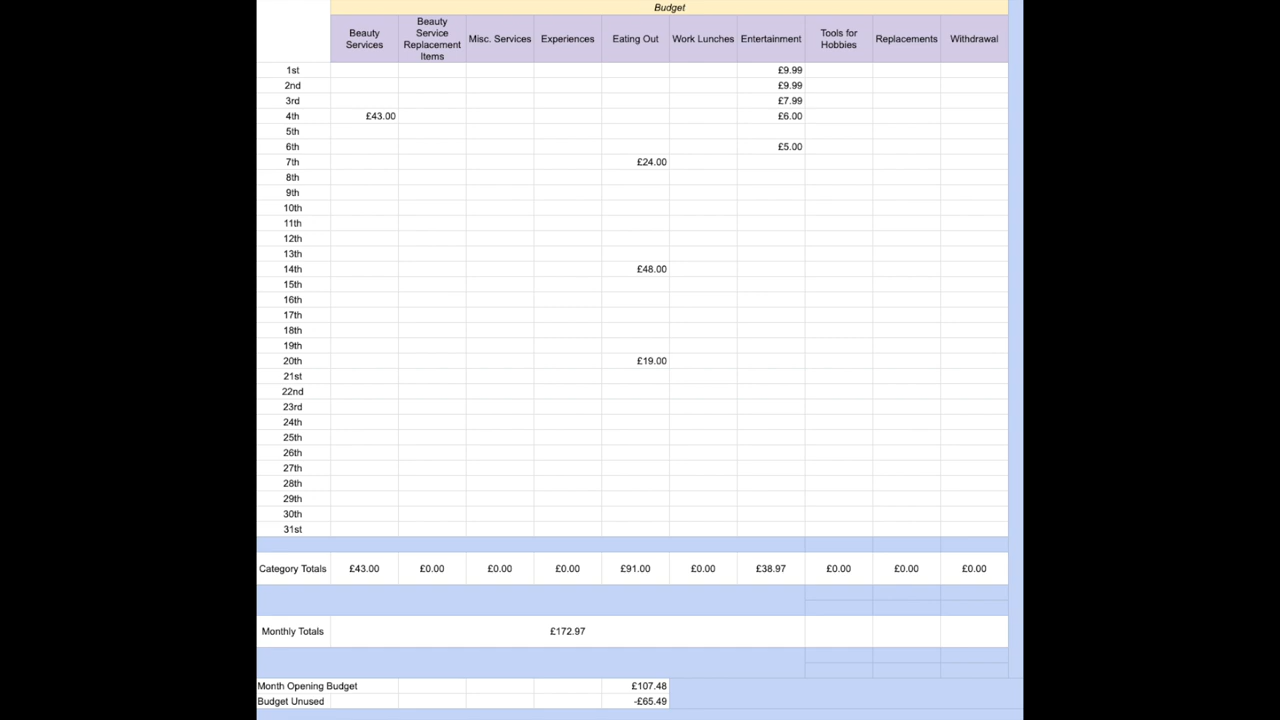 Budget
Beauty Services Beauty Service Replacement Items Misc. Services Experiences Eating Out Work Lunches Entertainment Tools for Hobbies Replacements Withdrawal
1st £9.99
2nd £9.99
3rd £7.99
4th £43.00 £6.00
5th
6th £5.00
7th £24.00
8th
9th
10th
11th
12th
13th
14th £48.00
15th
16th
17th
18th
19th
20th £19.00
21st
22nd
23rd
24th
25th
26th
27th
28th
29th
30th
31st
Category Totals £43.00 £0.00 £0.00 £0.00 £91.00 £0.00 £38.97 £0.00 £0.00 £0.00
Monthly Totals £172.97
Month Opening Budget £107.48
Budget Unused -£65.49